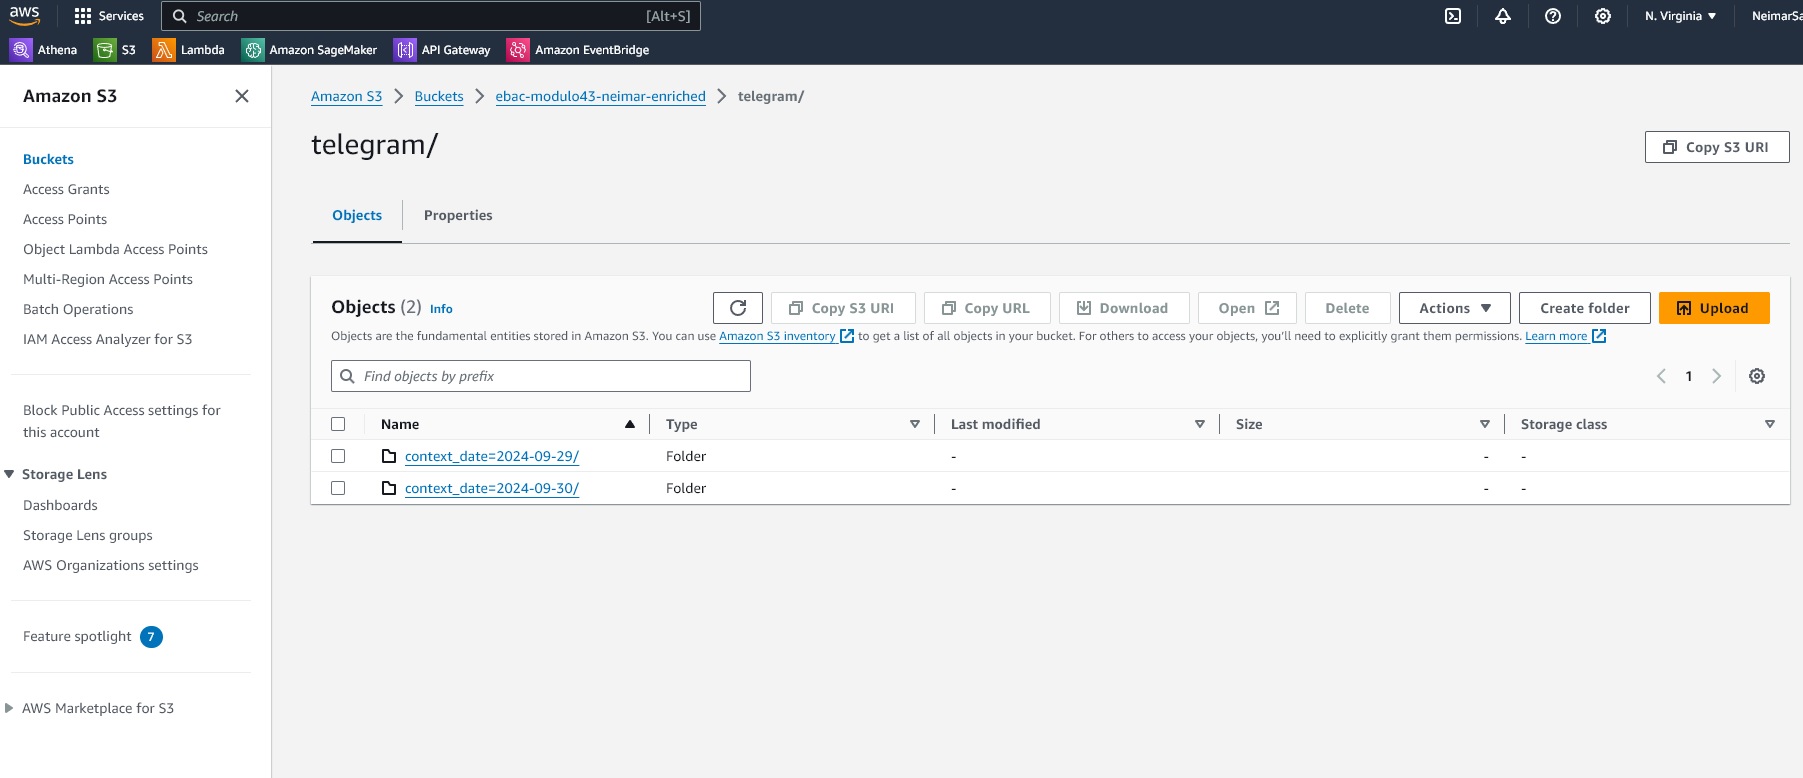 aws Services Search [Alt+S] N. Virginia ▼ NeimarSa
Athena S3 Lambda Amazon SageMaker API Gateway Amazon EventBridge
Amazon S3
Buckets
Access Grants
Access Points
Object Lambda Access Points
Multi-Region Access Points
Batch Operations
IAM Access Analyzer for S3
Block Public Access settings for
this account
Storage Lens
Dashboards
Storage Lens groups
AWS Organizations settings
Feature spotlight 7
AWS Marketplace for S3
Amazon S3 > Buckets > ebac-modulo43-neimar-enriched > telegram/
telegram/
Copy S3 URI
Objects Properties
Objects (2) Info Copy S3 URI Copy URL Download Open Delete Actions Create folder Upload
Objects are the fundamental entities stored in Amazon S3. You can use Amazon S3 inventory to get a list of all objects in your bucket. For others to access your objects, you'll need to explicitly grant them permissions. Learn more
Find objects by prefix
< 1 >
Name Type Last modified Size Storage class
context_date=2024-09-29/ Folder - - -
context_date=2024-09-30/ Folder - - -